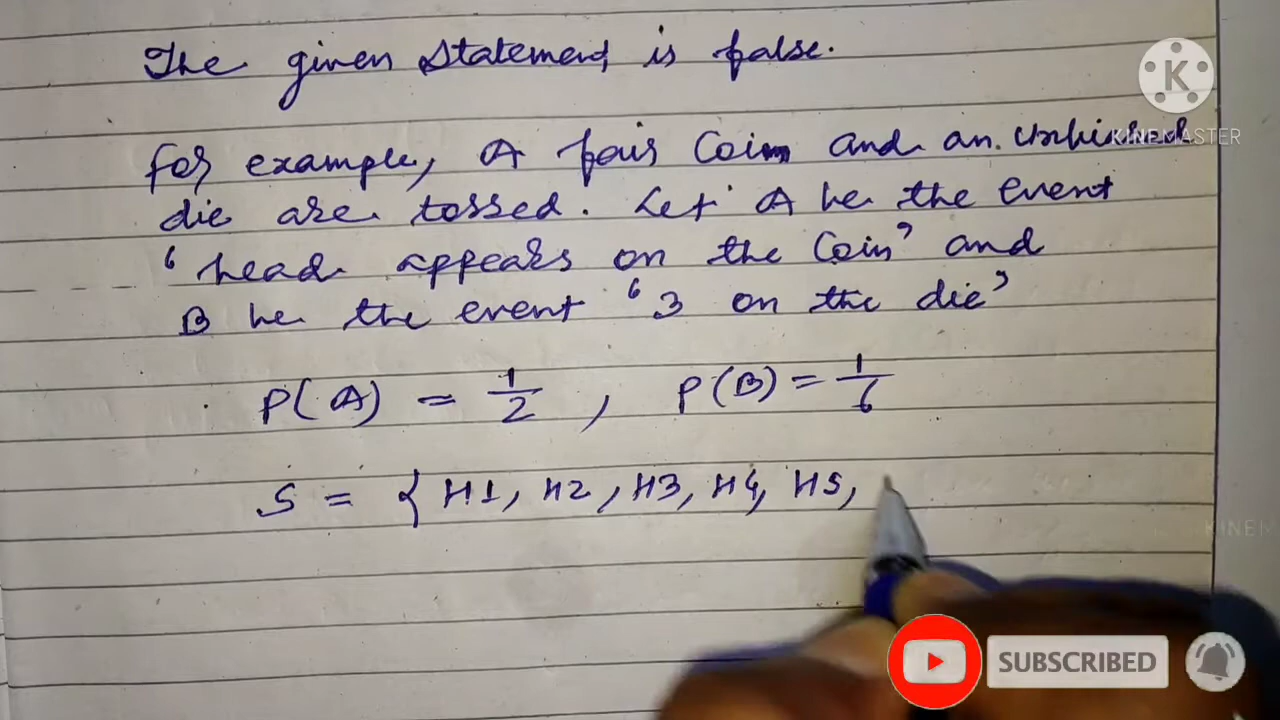 The given Statement is false.
For example, A fair Coin and an. unbiased
die are tossed. Let A be the event
‘head appears on the Coin’ and
B be the event ‘3 on the die’
P(A) = 1/2 , P(B) = 1/6
S = { H1, H2, H3, H4, H5,
K
KINEMASTER
KINEM
SUBSCRIBED